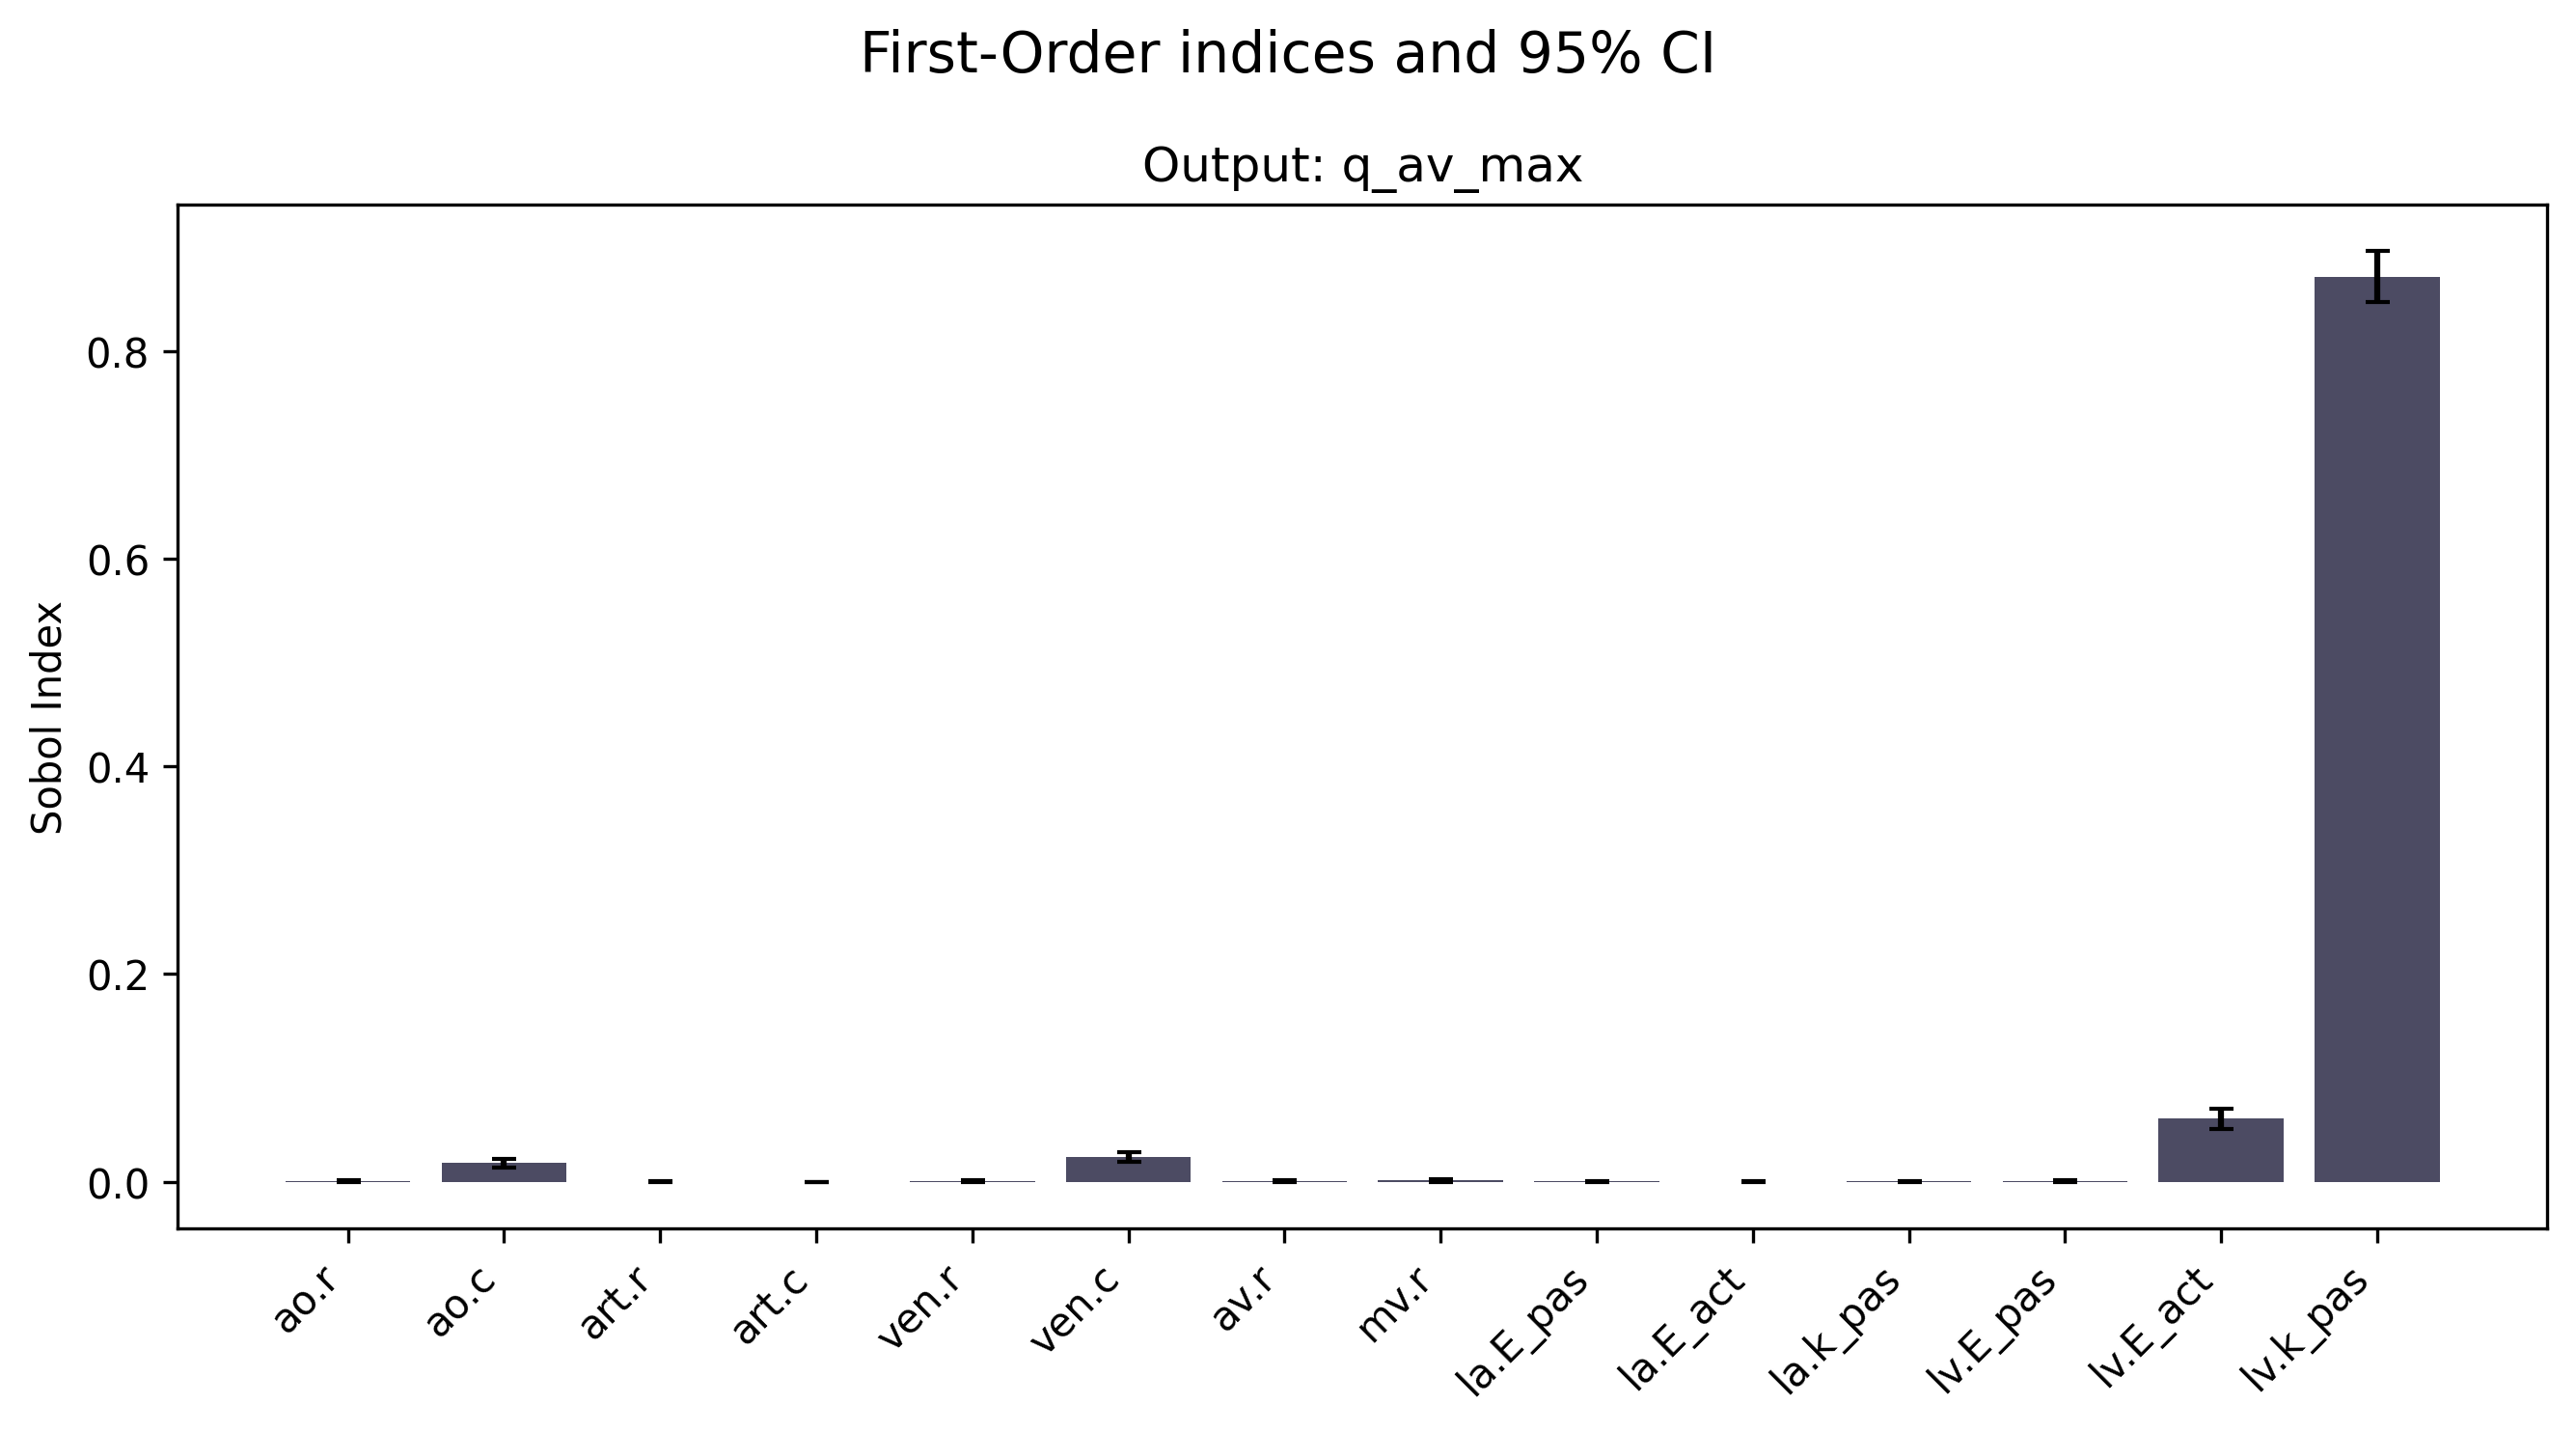 First-Order indices and 95% CI
Output: q_av_max
Sobol Index
0.8
0.6
0.4
0.2
0.0
ao.r
ao.c
art.r
art.c
ven.r
ven.c
av.r
mv.r
la.E_pas
la.E_act
la.k_pas
lv.E_pas
lv.E_act
lv.k_pas